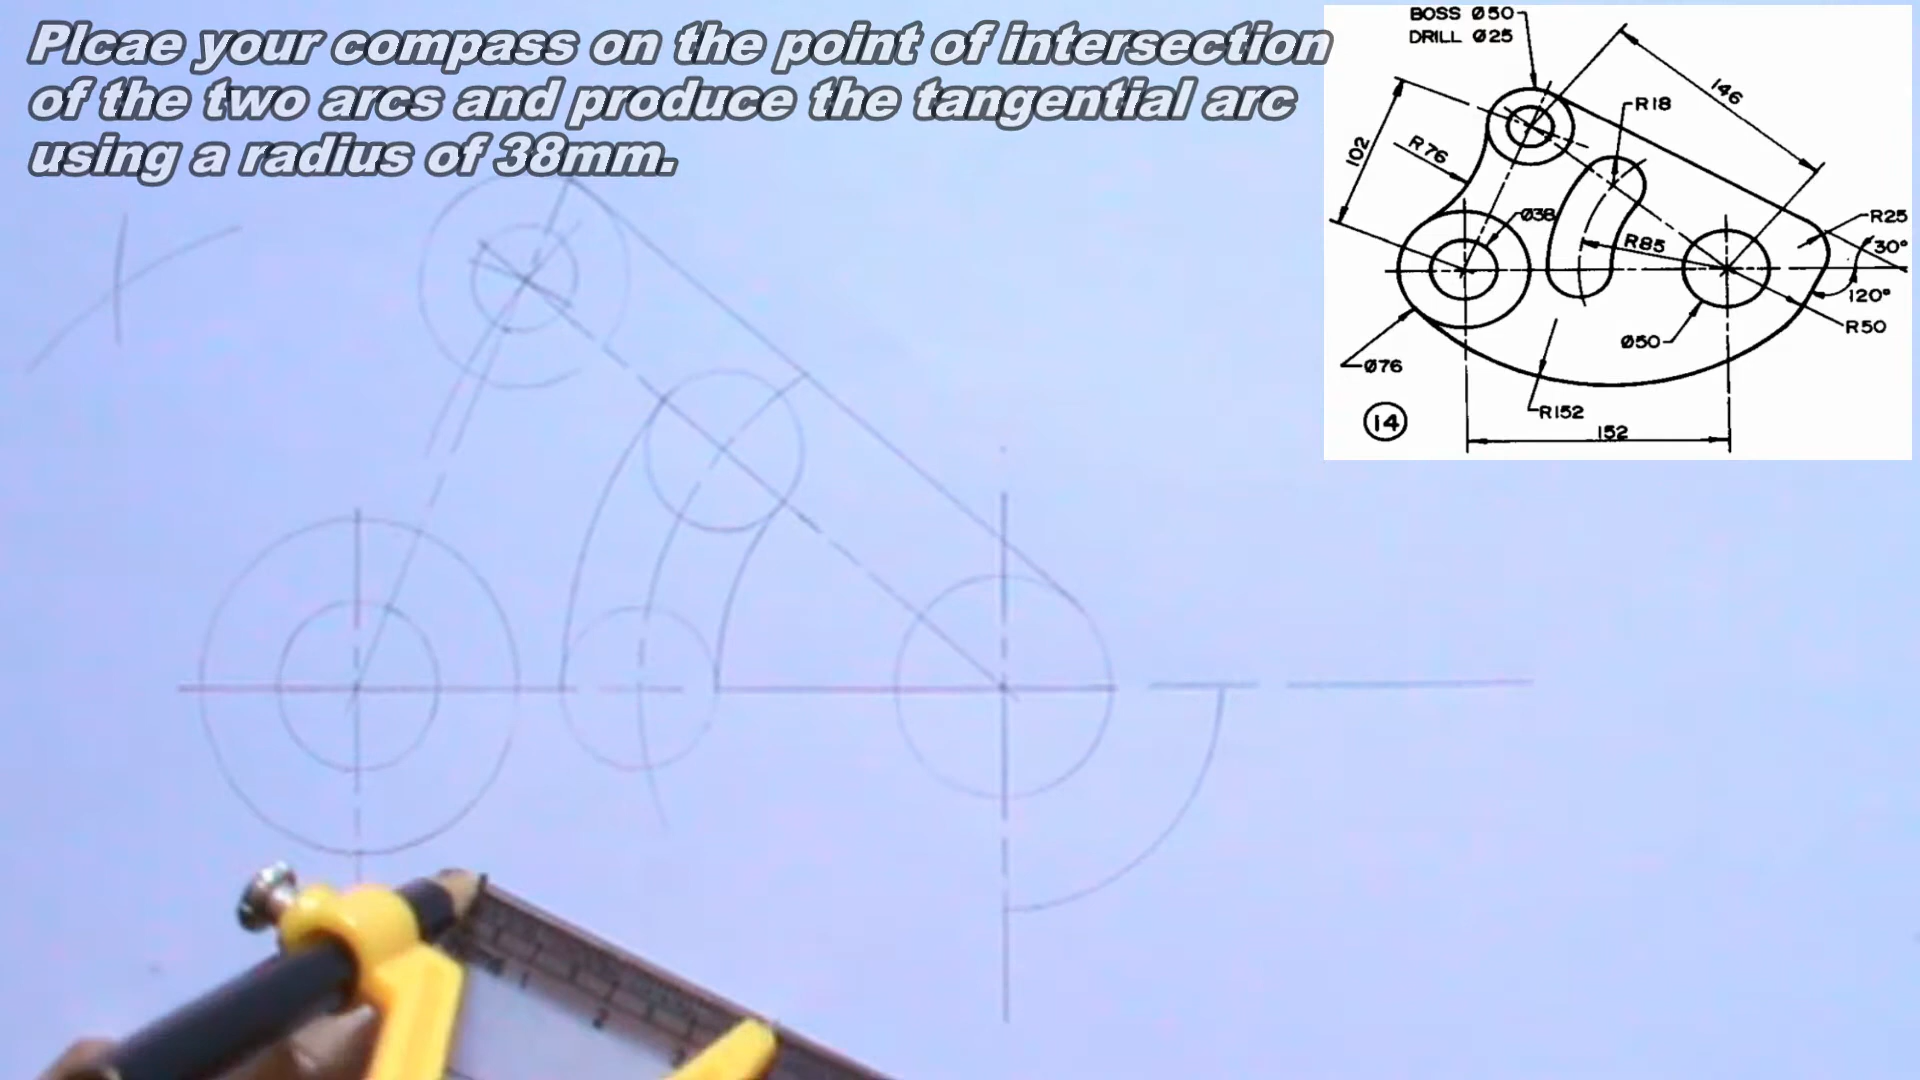 Plcae your compass on the point of intersection
of the two arcs and produce the tangential arc
using a radius of 38mm.
BOSS Ø50
DRILL Ø25
146
R18
102
R76
Ø38
R85
R25
30°
120°
R50
Ø50
Ø76
R152
14
152
1
2